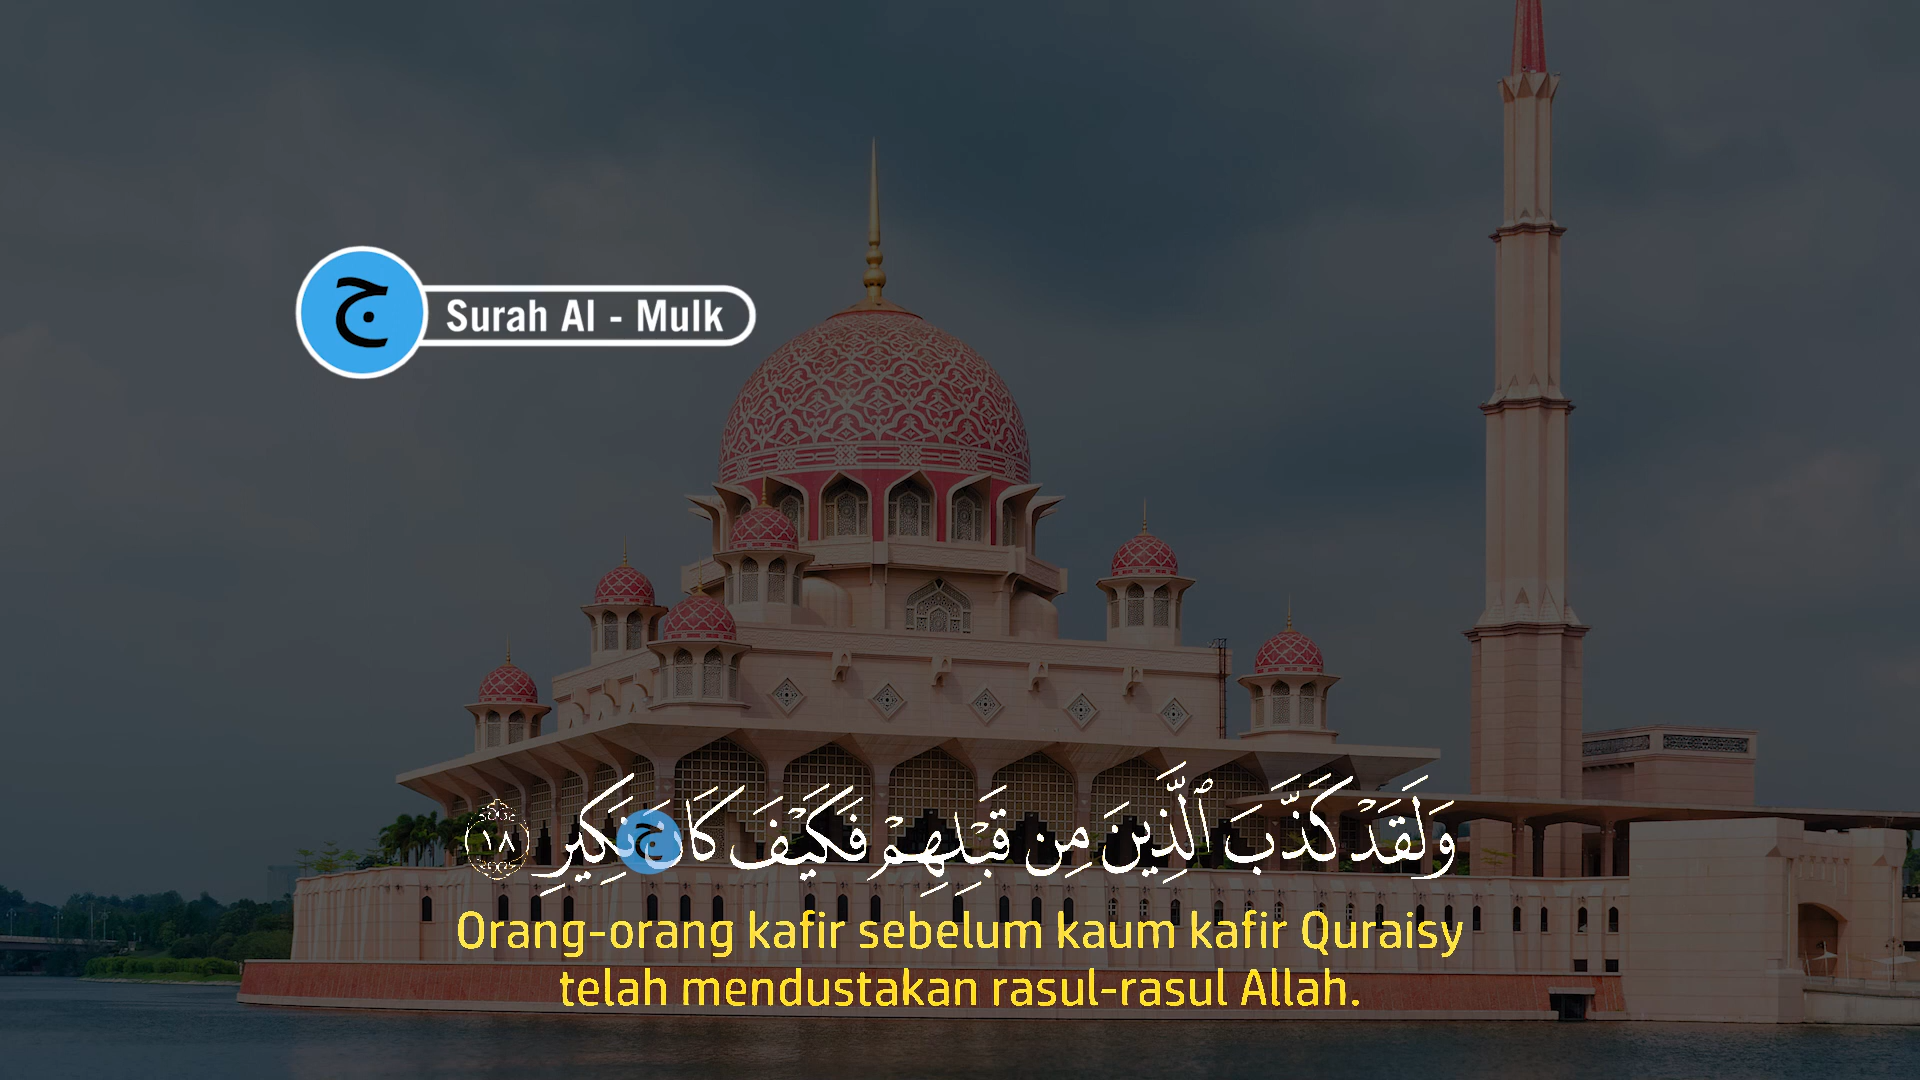 ج
Surah Al - Mulk
وَلَقَدْ كَذَّبَ ٱلَّذِينَ مِن قَبْلِهِمْ فَكَيْفَ كَانَ نَكِيرِ ١٨
ج
Orang-orang kafir sebelum kaum kafir Quraisy
telah mendustakan rasul-rasul Allah.